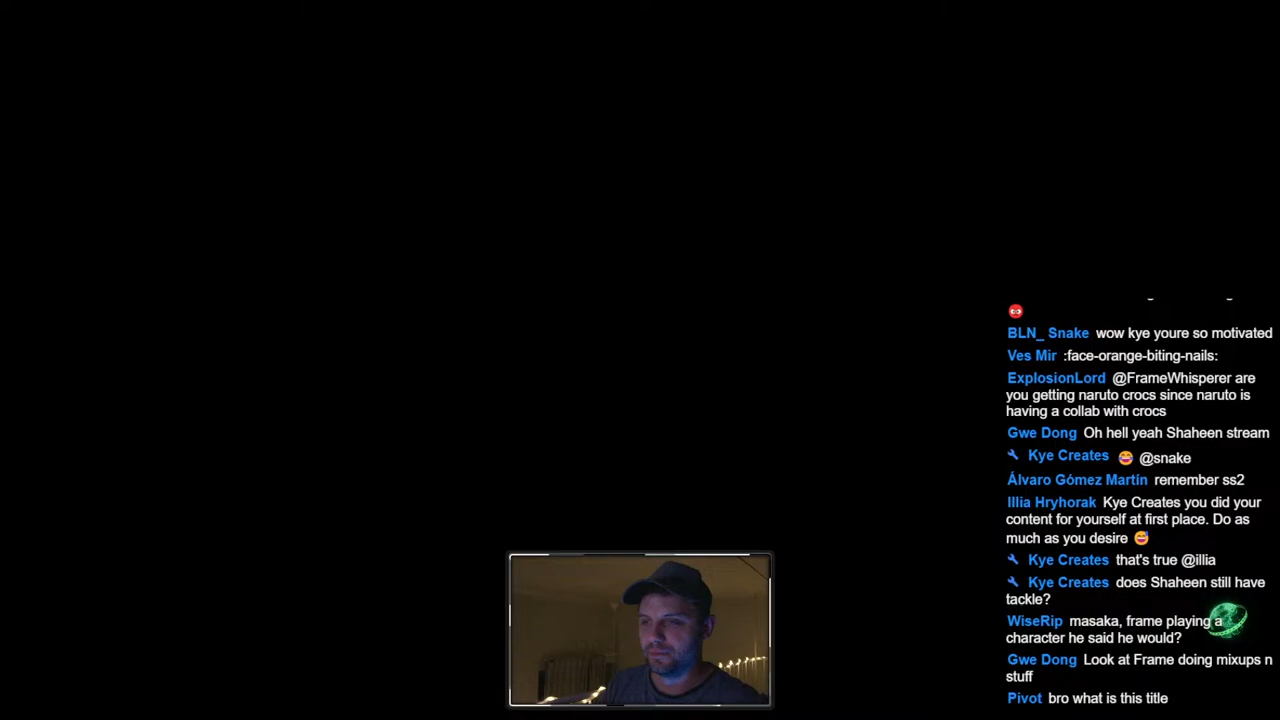 BLN_ Snake wow kye youre so motivated
Ves Mir :face-orange-biting-nails:
ExplosionLord @FrameWhisperer are
you getting naruto crocs since naruto is
having a collab with crocs
Gwe Dong Oh hell yeah Shaheen stream
Kye Creates 😂 @snake
Álvaro Gómez Martín remember ss2
Illia Hryhorak Kye Creates you did your
content for yourself at first place. Do as
much as you desire 😅
Kye Creates that's true @illia
Kye Creates does Shaheen still have
tackle?
WiseRip masaka, frame playing a
character he said he would?
Gwe Dong Look at Frame doing mixups n
stuff
Pivot bro what is this title